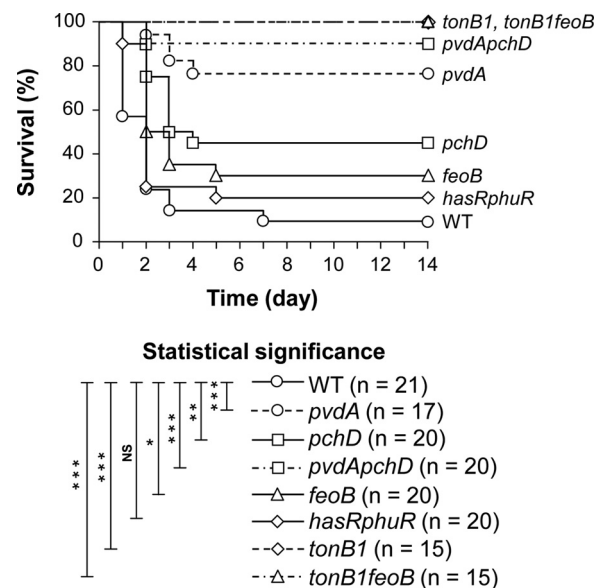 100
80
60
40
20
0
Survival (%)
0 2 4 6 8 10 12 14
Time (day)
tonB1, tonB1feoB
pvdApchD
pvdA
pchD
feoB
hasRphuR
WT
Statistical significance
***
***
NS
*
***
**
***
WT (n = 21)
pvdA (n = 17)
pchD (n = 20)
pvdApchD (n = 20)
feoB (n = 20)
hasRphuR (n = 20)
tonB1 (n = 15)
tonB1feoB (n = 15)